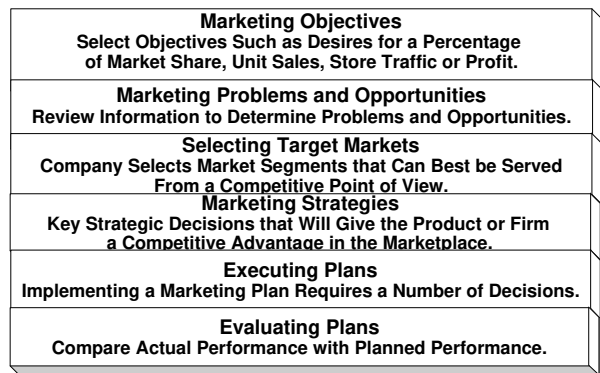 Marketing Objectives
Select Objectives Such as Desires for a Percentage
of Market Share, Unit Sales, Store Traffic or Profit.
Marketing Problems and Opportunities
Review Information to Determine Problems and Opportunities.
Selecting Target Markets
Company Selects Market Segments that Can Best be Served
From a Competitive Point of View.
Marketing Strategies
Key Strategic Decisions that Will Give the Product or Firm
a Competitive Advantage in the Marketplace.
Executing Plans
Implementing a Marketing Plan Requires a Number of Decisions.
Evaluating Plans
Compare Actual Performance with Planned Performance.